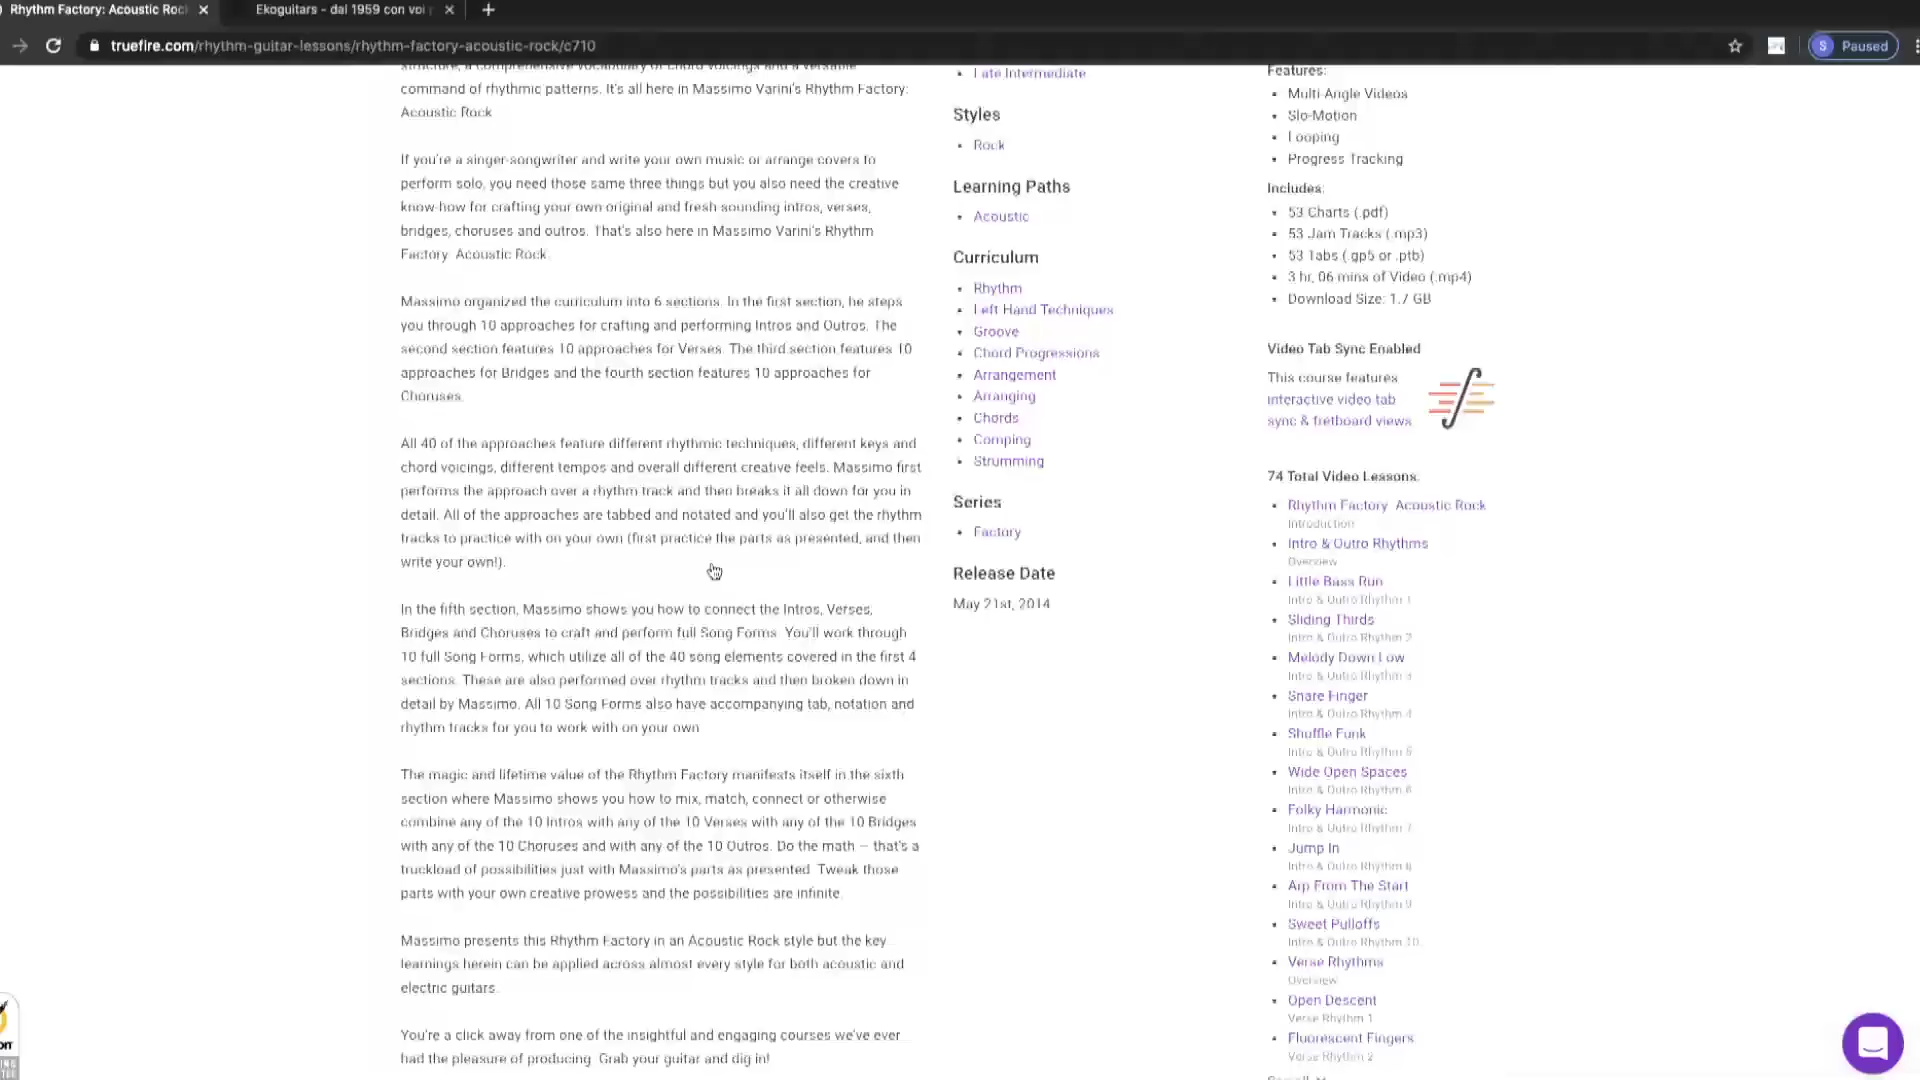 Rhythm Factory: Acoustic Roc
Ekoguitars - dal 1959 con voi
truefire.com/rhythm-guitar-lessons/rhythm-factory-acoustic-rock/c710
S Paused
structure, a comprehensive vocabulary of chord voicings and a versatile
command of rhythmic patterns. It's all here in Massimo Varini's Rhythm Factory:
Acoustic Rock
If you're a singer-songwriter and write your own music or arrange covers to
perform solo, you need those same three things but you also need the creative
know-how for crafting your own original and fresh sounding intros, verses,
bridges, choruses and outros. That's also here in Massimo Varini's Rhythm
Factory: Acoustic Rock.
Massimo organized the curriculum into 6 sections. In the first section, he steps
you through 10 approaches for crafting and performing Intros and Outros. The
second section features 10 approaches for Verses. The third section features 10
approaches for Bridges and the fourth section features 10 approaches for
Choruses.
All 40 of the approaches feature different rhythmic techniques, different keys and
chord voicings, different tempos and overall different creative feels. Massimo first
performs the approach over a rhythm track and then breaks it all down for you in
detail. All of the approaches are tabbed and notated and you'll also get the rhythm
tracks to practice with on your own (first practice the parts as presented, and then
write your own!).
In the fifth section, Massimo shows you how to connect the Intros, Verses,
Bridges and Choruses to craft and perform full Song Forms. You'll work through
10 full Song Forms, which utilize all of the 40 song elements covered in the first 4
sections. These are also performed over rhythm tracks and then broken down in
detail by Massimo. All 10 Song Forms also have accompanying tab, notation and
rhythm tracks for you to work with on your own
The magic and lifetime value of the Rhythm Factory manifests itself in the sixth
section where Massimo shows you how to mix, match, connect or otherwise
combine any of the 10 Intros with any of the 10 Verses with any of the 10 Bridges
with any of the 10 Choruses and with any of the 10 Outros. Do the math – that's a
truckload of possibilities just with Massimo's parts as presented. Tweak those
parts with your own creative prowess and the possibilities are infinite.
Massimo presents this Rhythm Factory in an Acoustic Rock style but the key
learnings herein can be applied across almost every style for both acoustic and
electric guitars.
You're a click away from one of the insightful and engaging courses we've ever
had the pleasure of producing. Grab your guitar and dig in!
Late Intermediate
Styles
Rock
Learning Paths
Acoustic
Curriculum
Rhythm
Left Hand Techniques
Groove
Chord Progressions
Arrangement
Arranging
Chords
Comping
Strumming
Series
Factory
Release Date
May 21st, 2014
Features:
Multi-Angle Videos
Slo-Motion
Looping
Progress Tracking
Includes:
53 Charts (.pdf)
53 Jam Tracks (.mp3)
53 Tabs (.gp5 or .ptb)
3 hr, 06 mins of Video (.mp4)
Download Size: 1.7 GB
Video Tab Sync Enabled
This course features
interactive video tab
sync & fretboard views
74 Total Video Lessons:
Rhythm Factory: Acoustic Rock
Introduction
Intro & Outro Rhythms
Overview
Little Bass Run
Intro & Outro Rhythm 1
Sliding Thirds
Intro & Outro Rhythm 2
Melody Down Low
Intro & Outro Rhythm 3
Snare Finger
Intro & Outro Rhythm 4
Shuffle Funk
Intro & Outro Rhythm 5
Wide Open Spaces
Intro & Outro Rhythm 6
Folky Harmonic
Intro & Outro Rhythm 7
Jump In
Intro & Outro Rhythm 8
Arp From The Start
Intro & Outro Rhythm 9
Sweet Pulloffs
Intro & Outro Rhythm 10
Verse Rhythms
Overview
Open Descent
Verse Rhythm 1
Fluorescent Fingers
Verse Rhythm 2